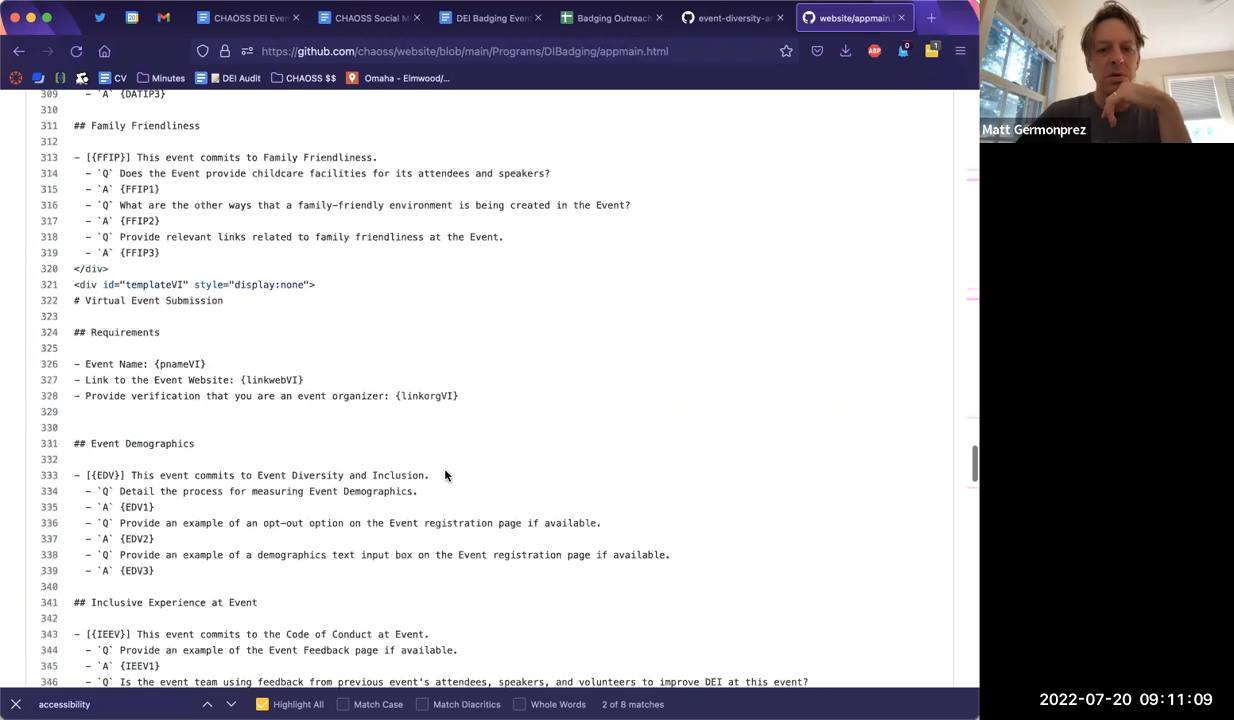 CHAOSS DEI Even
CHAOSS Social M
DEI Badging Event
Badging Outreach
event-diversity-an
website/appmain.h
https://github.com/chaoss/website/blob/main/Programs/DIBadging/appmain.html
ABP
0
1
CV
Minutes
DEI Audit
CHAOSS $$
Omaha - Elmwood/...
309 - `A` {DATIP3}
310
311 ## Family Friendliness
312
313 - [{FFIP}] This event commits to Family Friendliness.
314 - `Q` Does the Event provide childcare facilities for its attendees and speakers?
315 - `A` {FFIP1}
316 - `Q` What are the other ways that a family-friendly environment is being created in the Event?
317 - `A` {FFIP2}
318 - `Q` Provide relevant links related to family friendliness at the Event.
319 - `A` {FFIP3}
320 </div>
321 <div id="templateVI" style="display:none">
322 # Virtual Event Submission
323
324 ## Requirements
325
326 - Event Name: {pnameVI}
327 - Link to the Event Website: {linkwebVI}
328 - Provide verification that you are an event organizer: {linkorgVI}
329
330
331 ## Event Demographics
332
333 - [{EDV}] This event commits to Event Diversity and Inclusion.
334 - `Q` Detail the process for measuring Event Demographics.
335 - `A` {EDV1}
336 - `Q` Provide an example of an opt-out option on the Event registration page if available.
337 - `A` {EDV2}
338 - `Q` Provide an example of a demographics text input box on the Event registration page if available.
339 - `A` {EDV3}
340
341 ## Inclusive Experience at Event
342
343 - [{IEEV}] This event commits to the Code of Conduct at Event.
344 - `Q` Provide an example of the Event Feedback page if available.
345 - `A` {IEEV1}
346 - `Q` Is the event team using feedback from previous event's attendees, speakers, and volunteers to improve DEI at this event?
accessibility
Highlight All
Match Case
Match Diacritics
Whole Words
2 of 8 matches
Matt Germonprez
2022-07-20 09:11:09